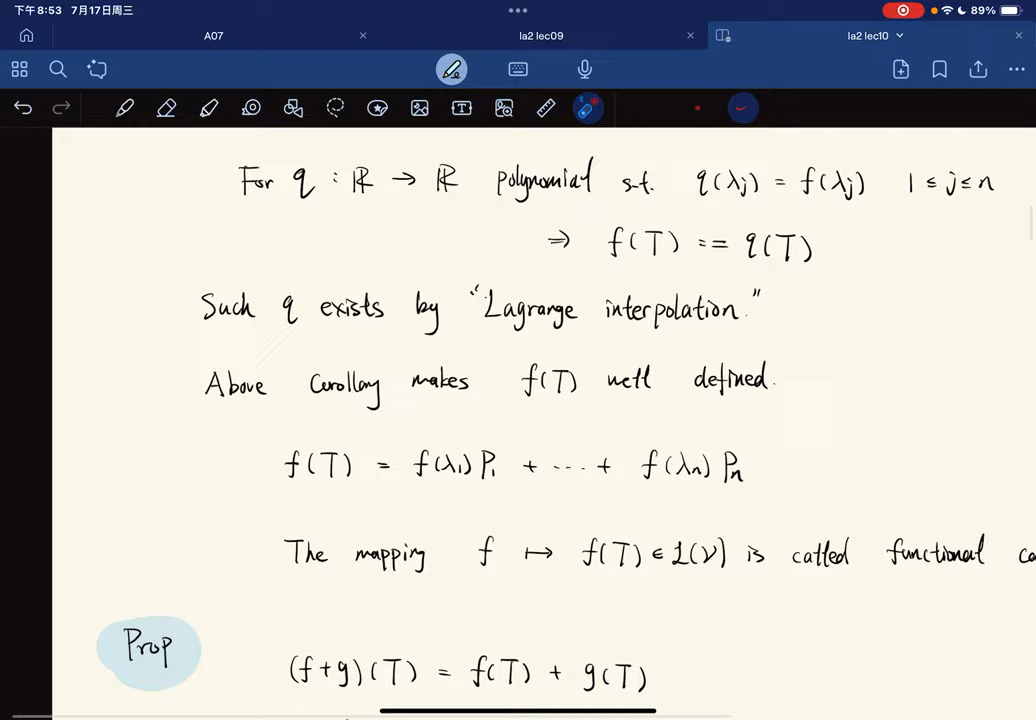 下午8:53 7月17日周三
89%
A07
la2 lec09
la2 lec10
For q : ℝ → ℝ polynomial s.t. q(λj) = f(λj) 1 ≤ j ≤ n
⇒ f(T) := q(T)
Such q exists by "Lagrange interpolation."
Above Corollary makes f(T) well defined.
f(T) = f(λ₁) P₁ + ... + f(λn) Pn
The mapping f ↦ f(T) ∈ L(V) is called functional
Prop
(f+g)(T) = f(T) + g(T)